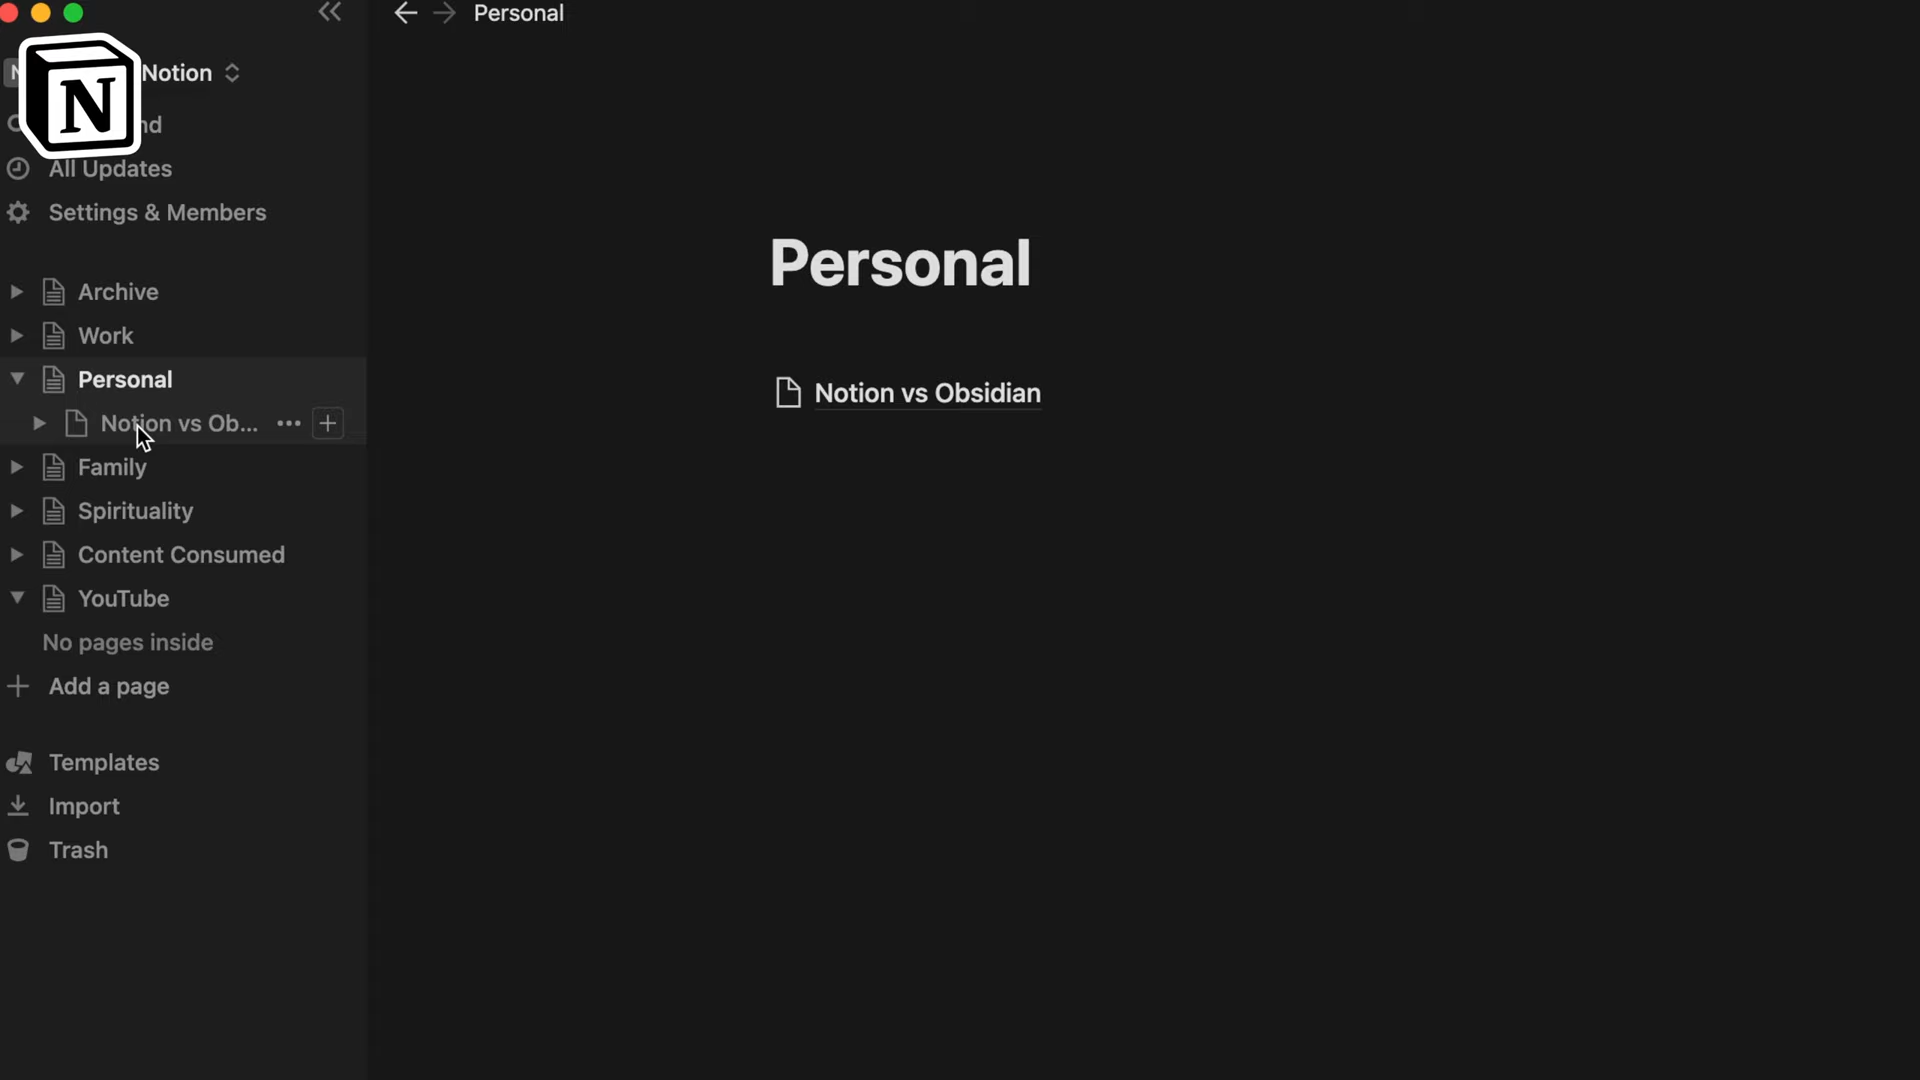 Personal
Notion
N
All Updates
Settings & Members
Archive
Work
Personal
Notion vs Ob...
Family
Spirituality
Content Consumed
YouTube
No pages inside
Add a page
Templates
Import
Trash
Personal
Notion vs Obsidian